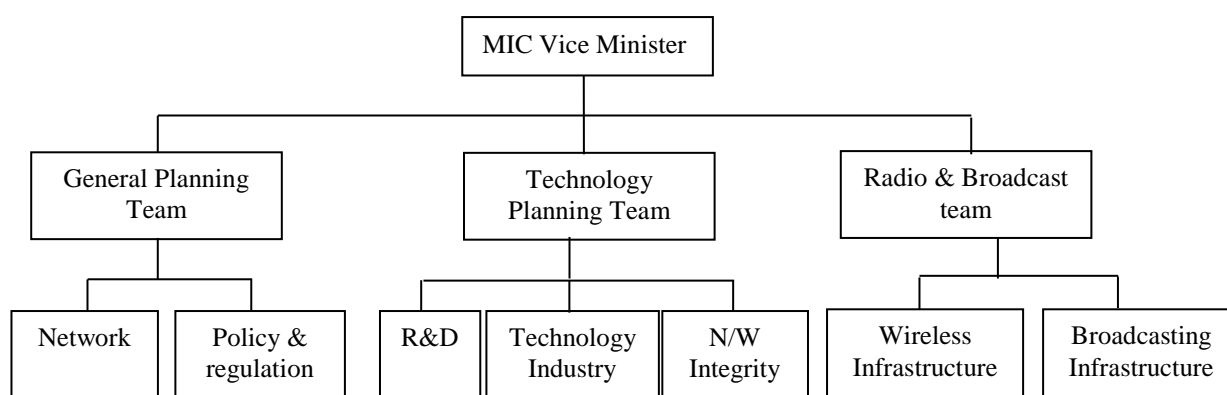 MIC Vice Minister
General Planning
Team
Technology
Planning Team
Radio & Broadcast
team
Network
Policy &
regulation
R&D
Technology
Industry
N/W
Integrity
Wireless
Infrastructure
Broadcasting
Infrastructure